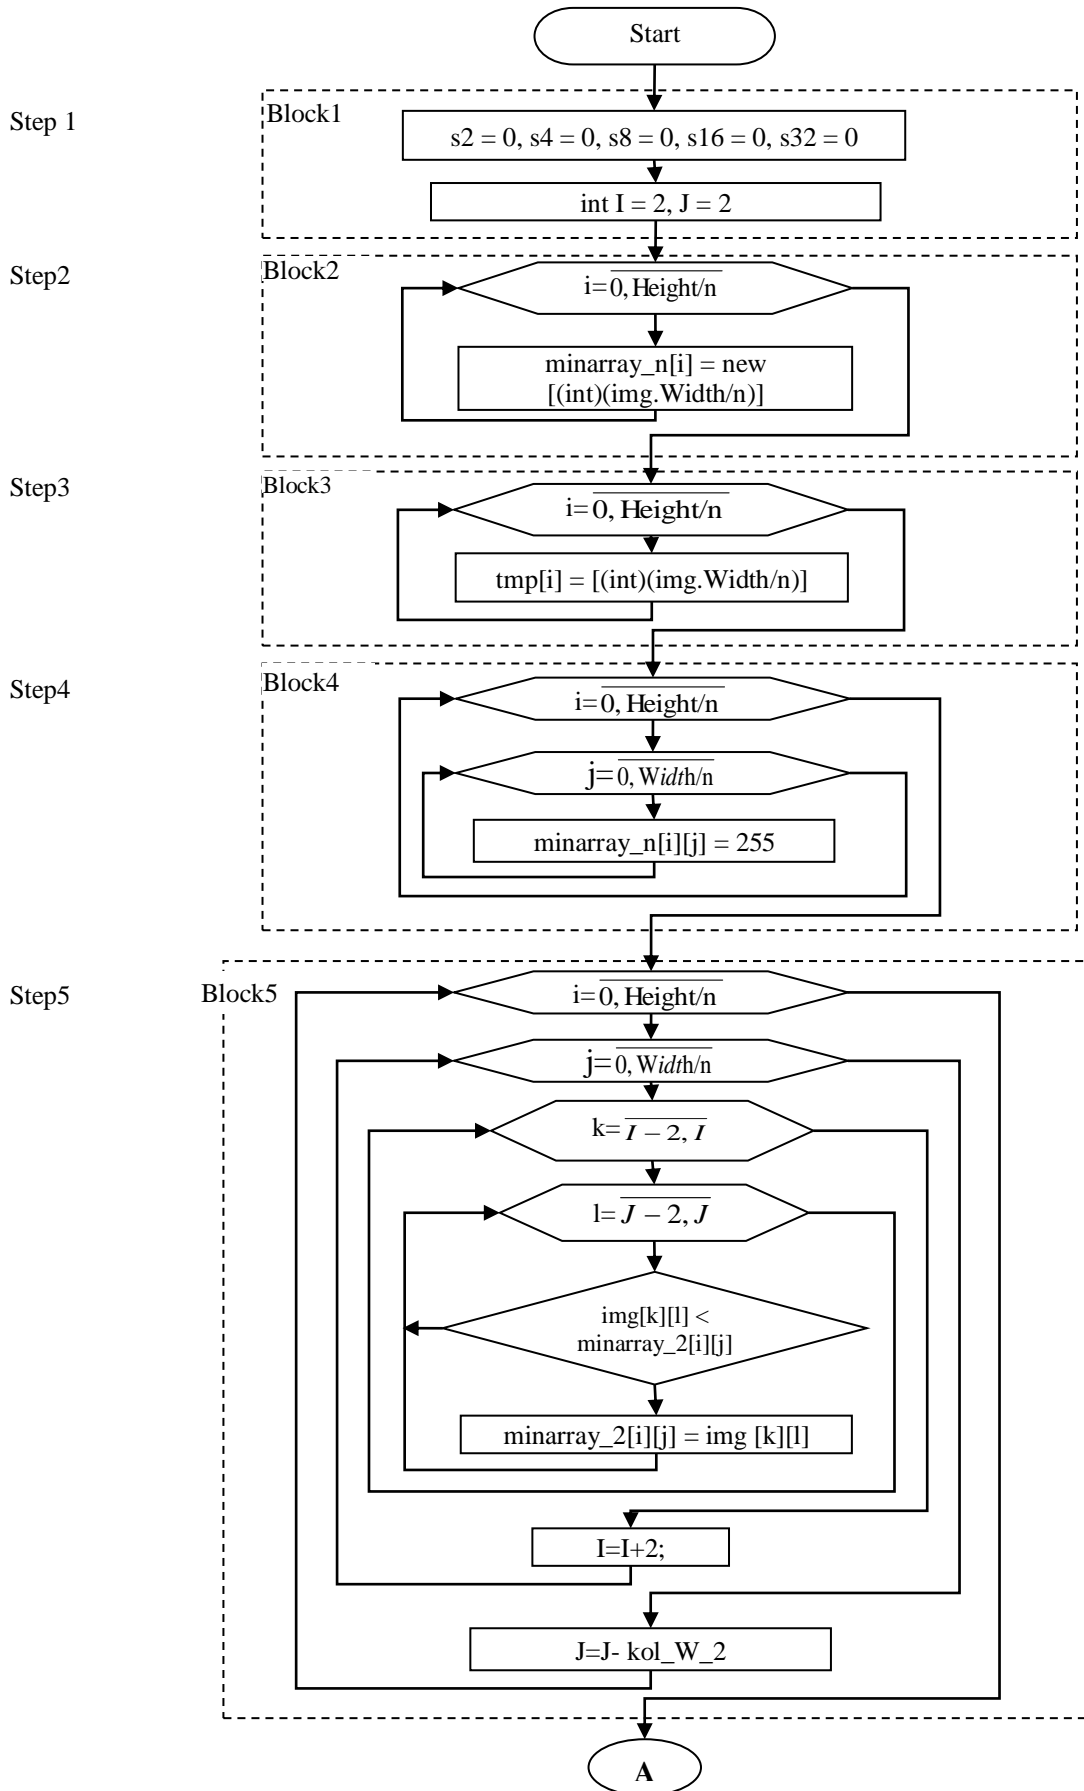 Start
Step 1
Block1
s2 = 0, s4 = 0, s8 = 0, s16 = 0, s32 = 0
int I = 2, J = 2
Step2
Block2
i=0, Height/n
minarray_n[i] = new
[(int)(img.Width/n)]
Step3
Block3
i=0, Height/n
tmp[i] = [(int)(img.Width/n)]
Step4
Block4
i=0, Height/n
j=0, Width/n
minarray_n[i][j] = 255
Step5
Block5
i=0, Height/n
j=0, Width/n
k=I − 2, I
l=J − 2, J
img[k][l] <
minarray_2[i][j]
minarray_2[i][j] = img [k][l]
I=I+2;
J=J- kol_W_2
A